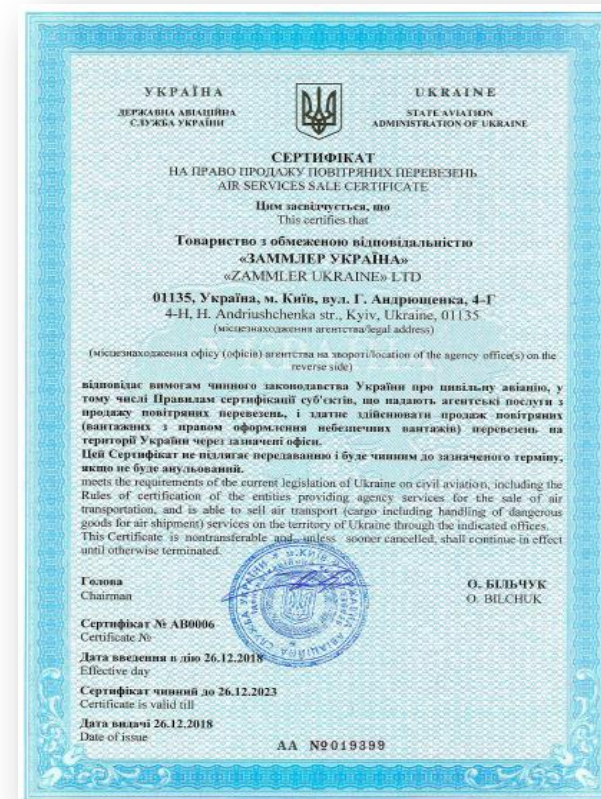 УКРАЇНА
ДЕРЖАВНА АВІАЦІЙНА
СЛУЖБА УКРАЇНИ
UKRAINE
STATE AVIATION
ADMINISTRATION OF UKRAINE
СЕРТИФІКАТ
НА ПРАВО ПРОДАЖУ ПОВІТРЯНИХ ПЕРЕВЕЗЕНЬ
AIR SERVICES SALE CERTIFICATE
Цим засвідчується, що
This certifies that
Товариство з обмеженою відповідальністю
«ЗАММЛЕР УКРАЇНА»
«ZAMMLER UKRAINE» LTD
01135, Україна, м. Київ, вул. Г. Андрющенка, 4-Г
4-H, H. Andriushchenka str., Kyiv, Ukraine, 01135
(місцезнаходження агентства/legal address)
(місцезнаходження офісу (офісів) агентства на звороті/location of the agency office(s) on the
reverse side)
відповідає вимогам чинного законодавства України про цивільну авіацію, у
тому числі Правилам сертифікації суб'єктів, що надають агентські послуги з
продажу повітряних перевезень, і здатне здійснювати продаж повітряних
(вантажних з правом оформлення небезпечних вантажів) перевезень на
території України через зазначені офіси.
Цей Сертифікат не підлягає передаванню і буде чинним до зазначеного терміну,
якщо не буде анульований.
meets the requirements of the current legislation of Ukraine on civil aviation, including the
Rules of certification of the entities providing agency services for the sale of air
transportation, and is able to sell air transport (cargo including handling of dangerous
goods for air shipment) services on the territory of Ukraine through the indicated offices.
This Certificate is nontransferable and, unless sooner cancelled, shall continue in effect
until otherwise terminated.
Голова
Chairman
О. БІЛЬЧУК
O. BILCHUK
Сертифікат № АВ0006
Certificate №
Дата введення в дію 26.12.2018
Effective day
Сертифікат чинний до 26.12.2023
Certificate is valid till
Дата видачі 26.12.2018
Date of issue
АА №019399